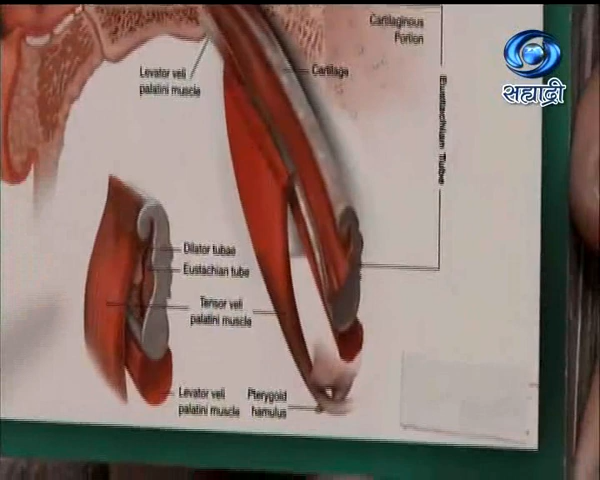 Cartilaginous
Portion
सह्याद्री
Levator veli
palatini muscle
Cartilage
Eustachian Tube
Dilator tubae
Eustachian tube
Tensor veli
palatini muscle
Levator veli
palatini muscle
Pterygoid
hamulus